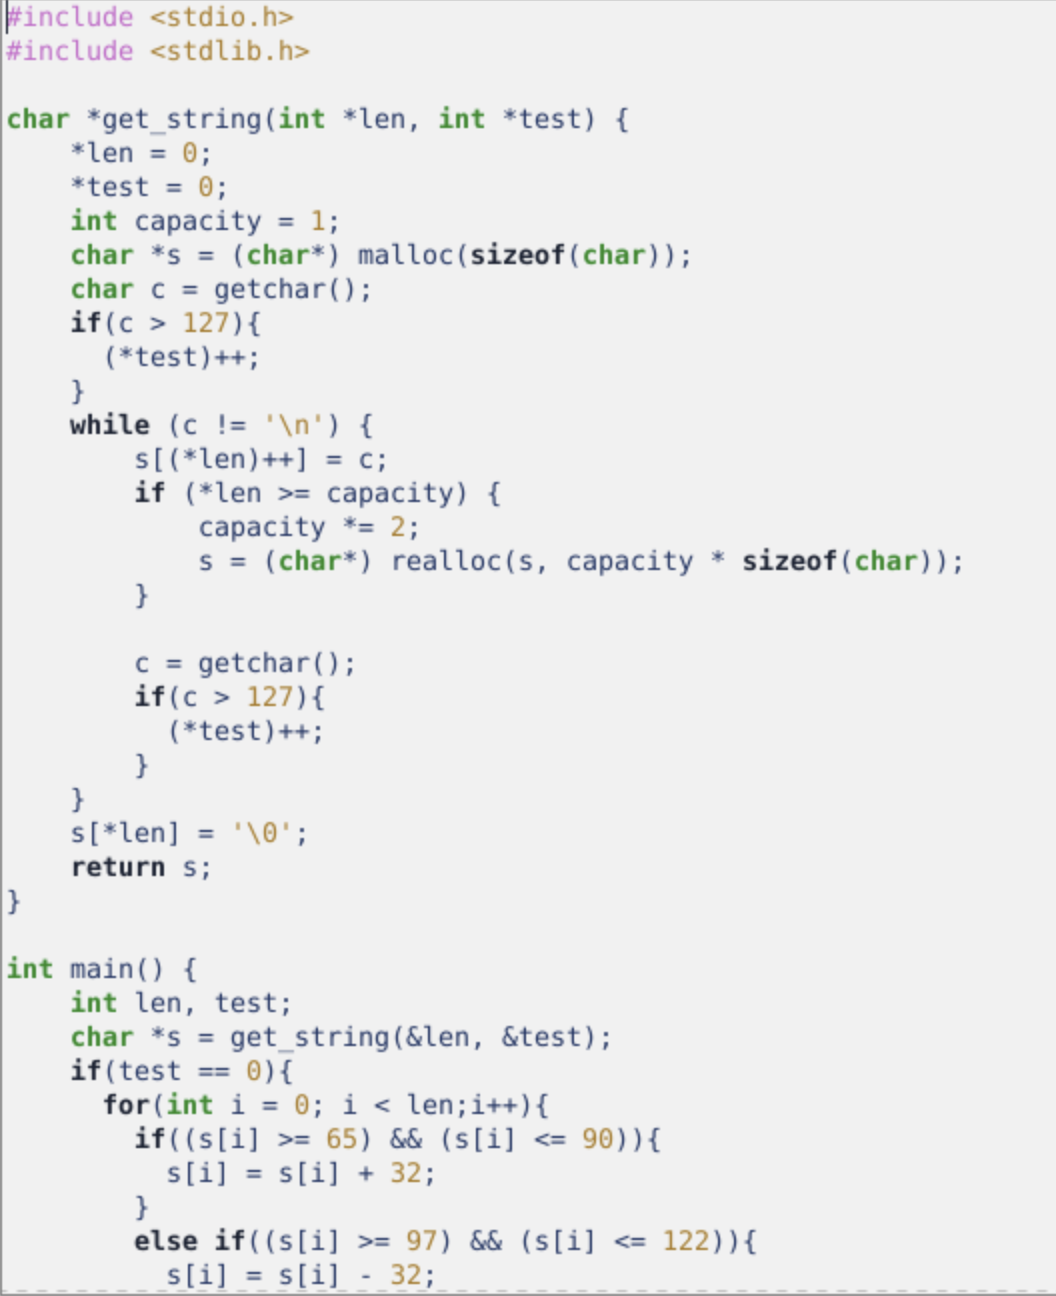 #include <stdio.h>
#include <stdlib.h>

char *get_string(int *len, int *test) {
    *len = 0;
    *test = 0;
    int capacity = 1;
    char *s = (char*) malloc(sizeof(char));
    char c = getchar();
    if(c > 127){
      (*test)++;
    }
    while (c != '\n') {
        s[(*len)++] = c;
        if (*len >= capacity) {
            capacity *= 2;
            s = (char*) realloc(s, capacity * sizeof(char));
        }

        c = getchar();
        if(c > 127){
          (*test)++;
        }
    }
    s[*len] = '\0';
    return s;
}

int main() {
    int len, test;
    char *s = get_string(&len, &test);
    if(test == 0){
      for(int i = 0; i < len;i++){
        if((s[i] >= 65) && (s[i] <= 90)){
          s[i] = s[i] + 32;
        }
        else if((s[i] >= 97) && (s[i] <= 122)){
          s[i] = s[i] - 32;